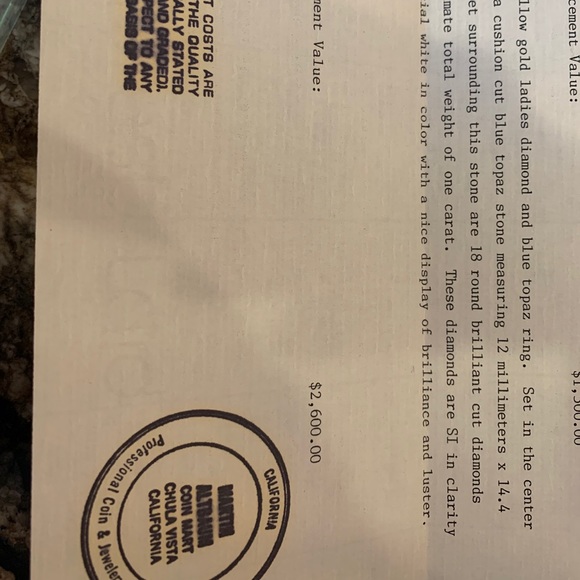 cement Value:
$1,500.00
llow gold ladies diamond and blue topaz ring. Set in the center
a cushion cut blue topaz stone measuring 12 millimeters x 14.4
et surrounding this stone are 18 round brilliant cut diamonds
mate total weight of one carat. These diamonds are SI in clarity
ial white in color with a nice display of brilliance and luster.
ment Value: $2,600.00
T COSTS ARE
THE QUALITY
ALLY STATED
AND GRADED),
PECT TO ANY
BASIS OF THE
CALIFORNIA
MARTIN
ALTBAUM
COIN MART
CHULA VISTA
CALIFORNIA
Professional Coin & Jewele